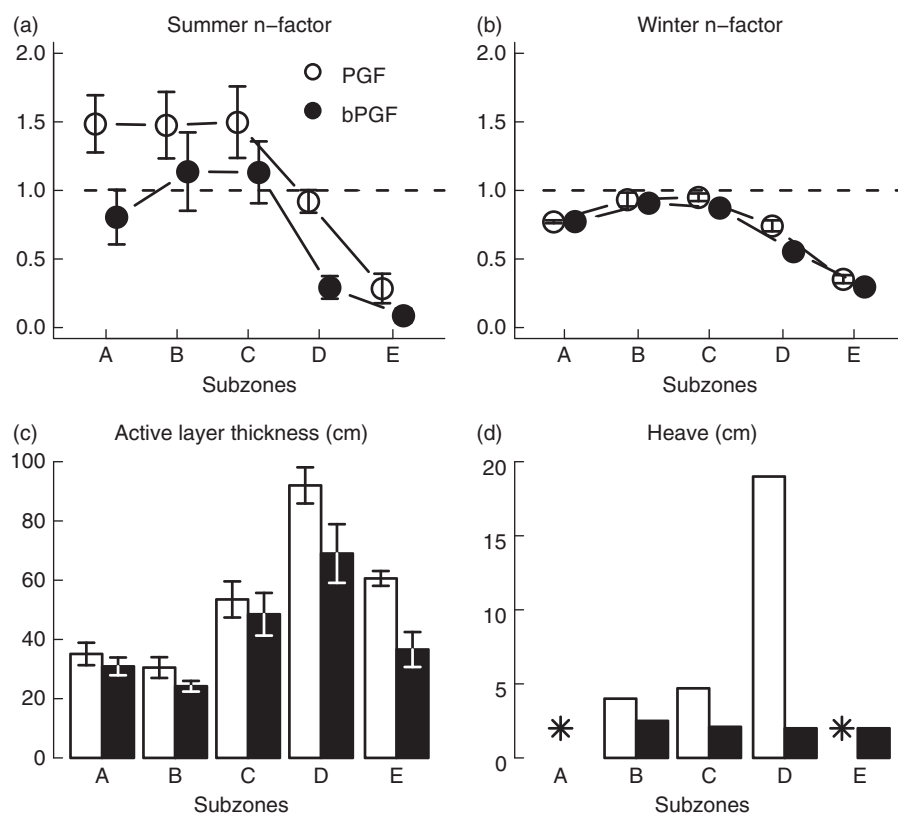 (a) Summer n−factor
2.0
1.5
1.0
0.5
0.0
PGF
bPGF
A B C D E
Subzones
(b) Winter n−factor
2.0
1.5
1.0
0.5
0.0
A B C D E
Subzones
(c) Active layer thickness (cm)
100
80
60
40
20
0
A B C D E
Subzones
(d) Heave (cm)
20
15
10
5
0
A B C D E
Subzones